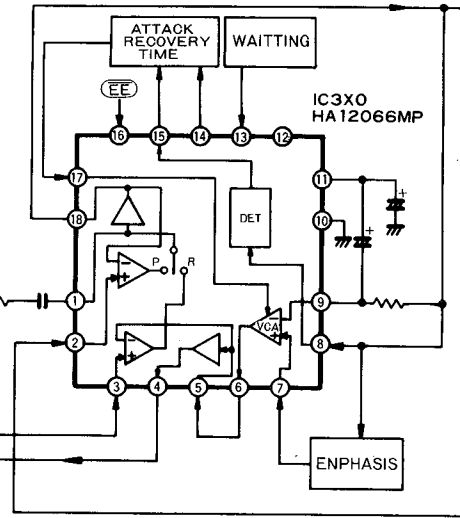 ATTACK
RECOVERY
TIME
WAITTING
EE
IC3X0
HA12066MP
16
15
14
13
12
17
11
18
DET
10
+
+
−
+
P
R
1
9
−
VCA
+
2
−
+
8
3
4
5
6
7
ENPHASIS